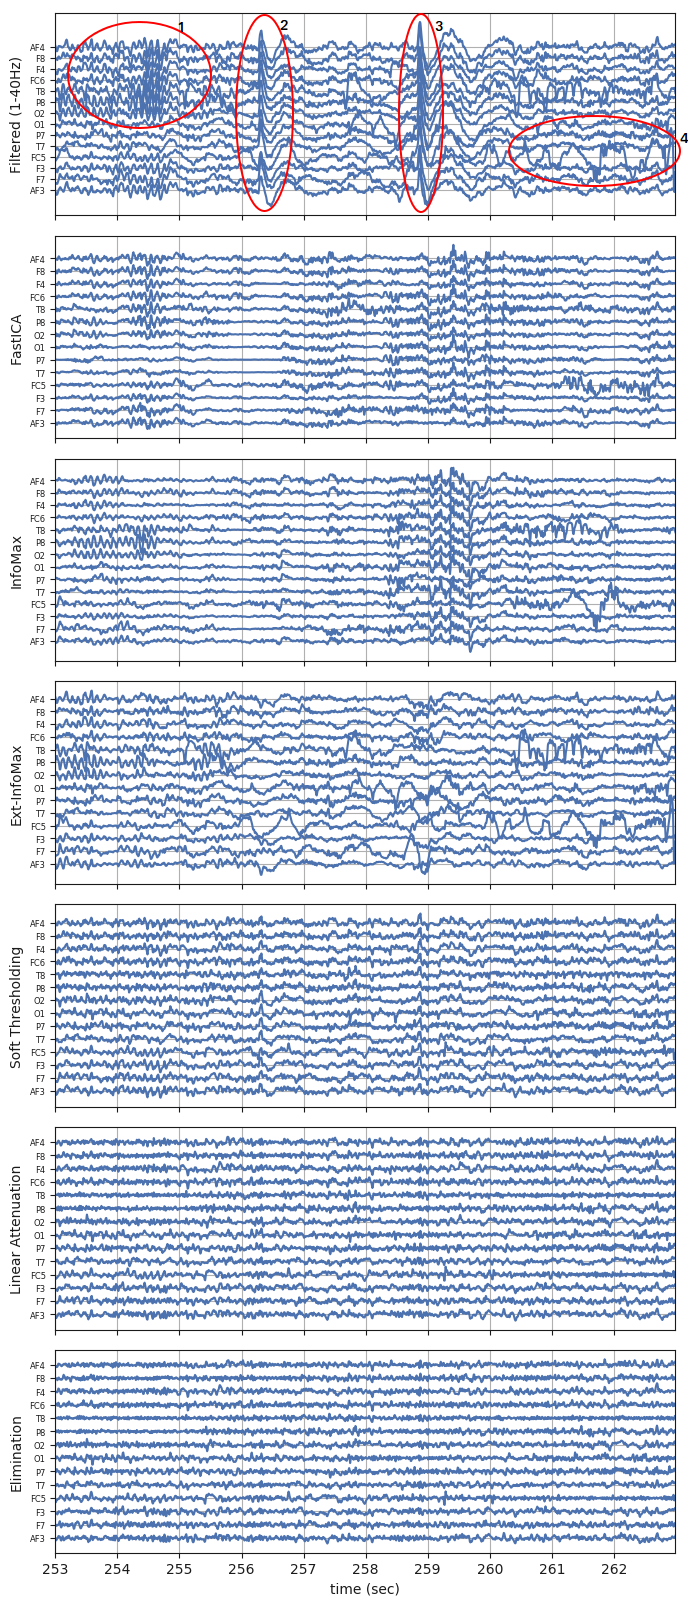 Filtered (1-40Hz)
AF4
F8
F4
FC6
T8
P8
O2
O1
P7
T7
FC5
F3
F7
AF3
1
2
3
4
FastICA
AF4
F8
F4
FC6
T8
P8
O2
O1
P7
T7
FC5
F3
F7
AF3
InfoMax
AF4
F8
F4
FC6
T8
P8
O2
O1
P7
T7
FC5
F3
F7
AF3
Ext-InfoMax
AF4
F8
F4
FC6
T8
P8
O2
O1
P7
T7
FC5
F3
F7
AF3
Soft Thresholding
AF4
F8
F4
FC6
T8
P8
O2
O1
P7
T7
FC5
F3
F7
AF3
Linear Attenuation
AF4
F8
F4
FC6
T8
P8
O2
O1
P7
T7
FC5
F3
F7
AF3
Elimination
AF4
F8
F4
FC6
T8
P8
O2
O1
P7
T7
FC5
F3
F7
AF3
253 254 255 256 257 258 259 260 261 262
time (sec)